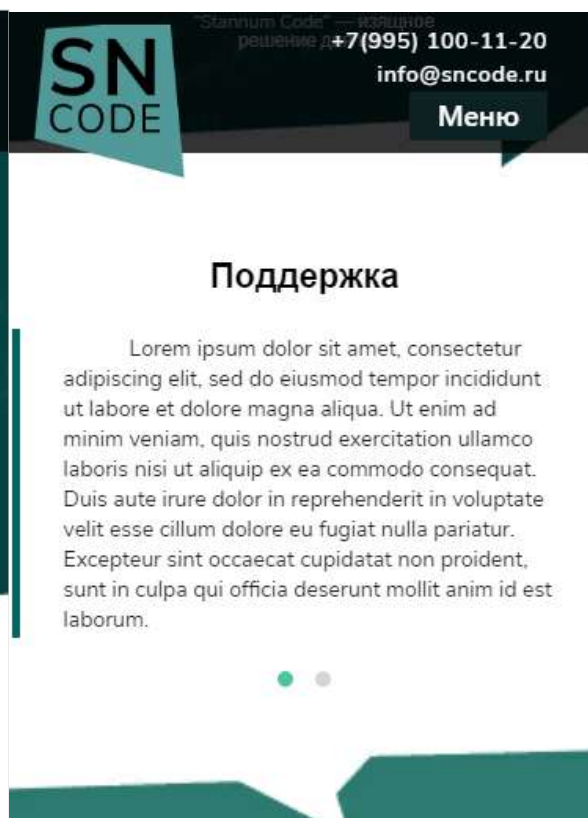 "Stannum Code" — изящное
решение д
+7(995) 100-11-20
info@sncode.ru
SN
CODE
Меню
Поддержка
Lorem ipsum dolor sit amet, consectetur
adipiscing elit, sed do eiusmod tempor incididunt
ut labore et dolore magna aliqua. Ut enim ad
minim veniam, quis nostrud exercitation ullamco
laboris nisi ut aliquip ex ea commodo consequat.
Duis aute irure dolor in reprehenderit in voluptate
velit esse cillum dolore eu fugiat nulla pariatur.
Excepteur sint occaecat cupidatat non proident,
sunt in culpa qui officia deserunt mollit anim id est
laborum.